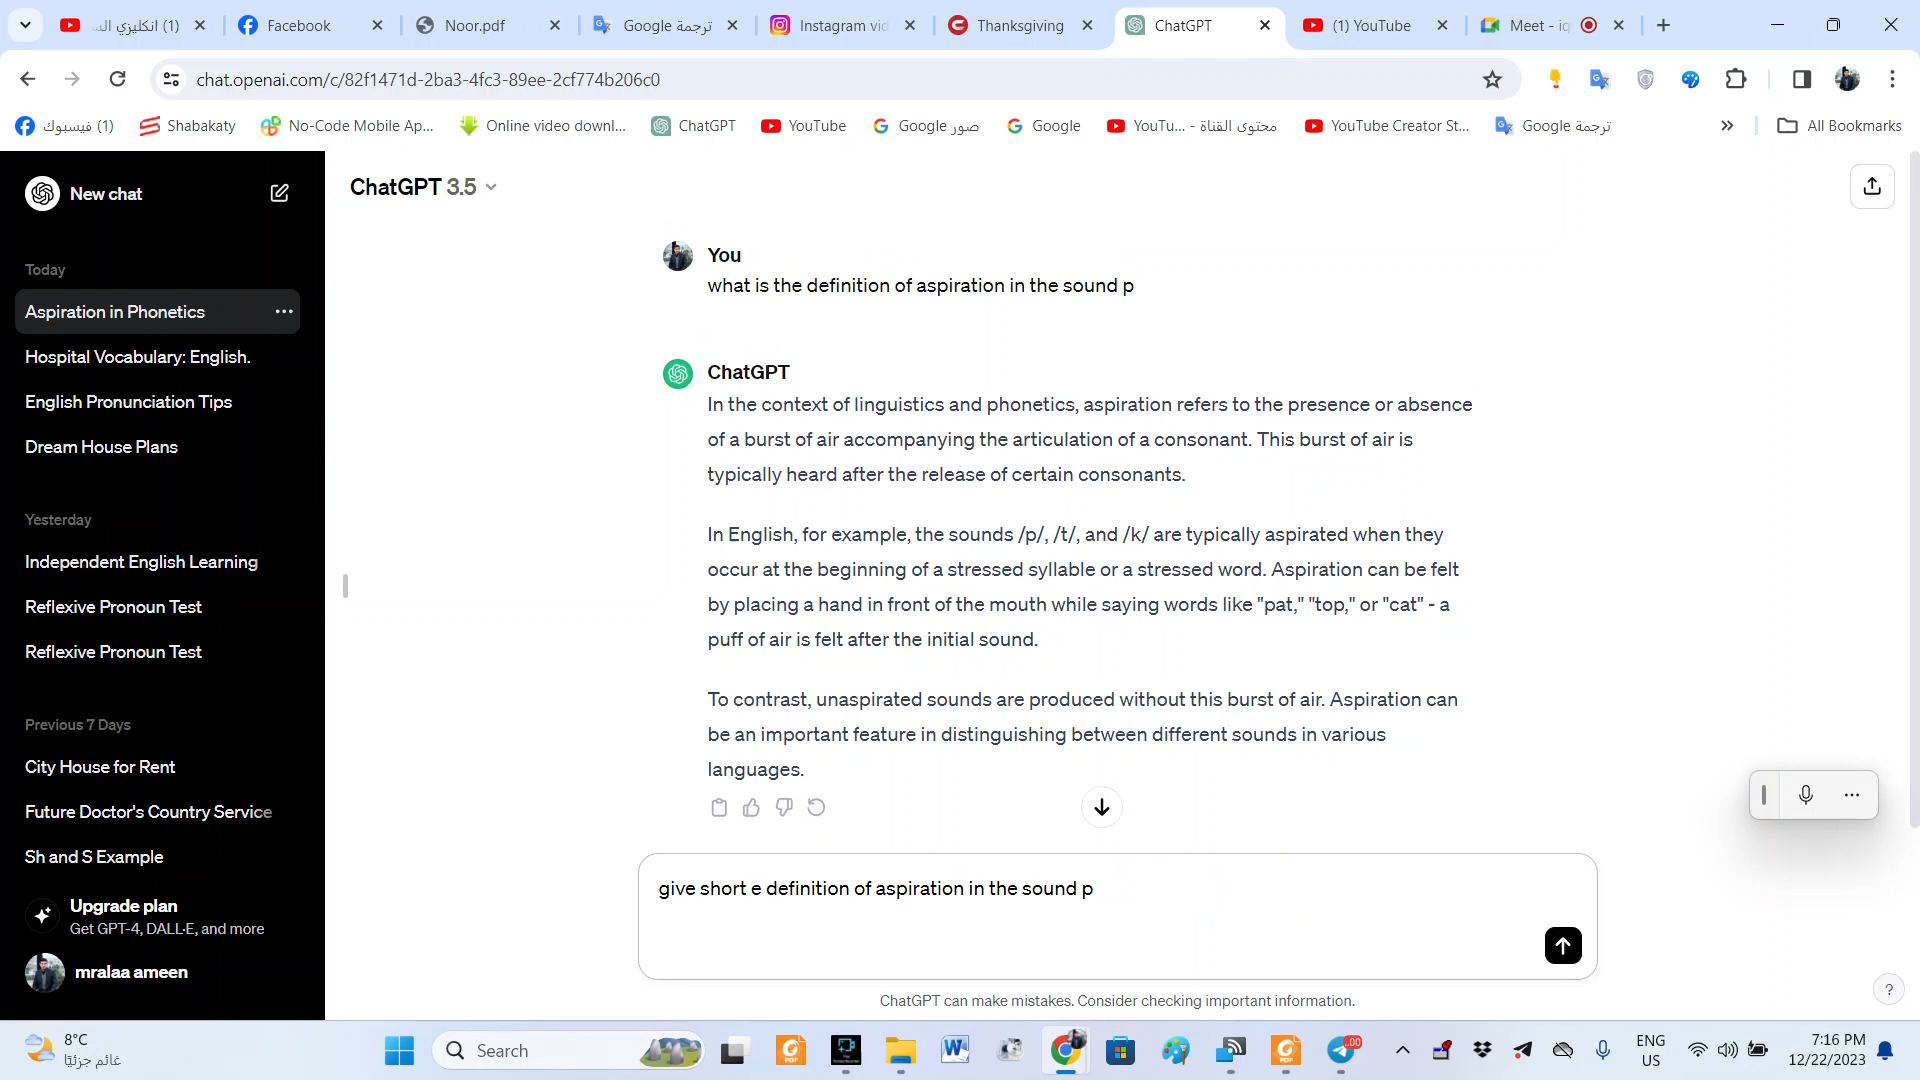 (1) انكليزي الس
Facebook
Noor.pdf
ترجمة Google
Instagram vid
Thanksgiving
ChatGPT
(1) YouTube
Meet - iq
chat.openai.com/c/82f1471d-2ba3-4fc3-89ee-2cf774b206c0
(1) فيسبوك
Shabakaty
No-Code Mobile Ap...
Online video downl...
ChatGPT
YouTube
صور Google
Google
محتوى القناة - YouTu...
YouTube Creator St...
ترجمة Google
All Bookmarks
New chat
ChatGPT 3.5
Today
Aspiration in Phonetics
Hospital Vocabulary: English.
English Pronunciation Tips
Dream House Plans
Yesterday
Independent English Learning
Reflexive Pronoun Test
Reflexive Pronoun Test
Previous 7 Days
City House for Rent
Future Doctor's Country Service
Sh and S Example
Upgrade plan
Get GPT-4, DALL·E, and more
mralaa ameen
You
what is the definition of aspiration in the sound p
ChatGPT
In the context of linguistics and phonetics, aspiration refers to the presence or absence
of a burst of air accompanying the articulation of a consonant. This burst of air is
typically heard after the release of certain consonants.
In English, for example, the sounds /p/, /t/, and /k/ are typically aspirated when they
occur at the beginning of a stressed syllable or a stressed word. Aspiration can be felt
by placing a hand in front of the mouth while saying words like "pat," "top," or "cat" - a
puff of air is felt after the initial sound.
To contrast, unaspirated sounds are produced without this burst of air. Aspiration can
be an important feature in distinguishing between different sounds in various
languages.
give short e definition of aspiration in the sound p
ChatGPT can make mistakes. Consider checking important information.
?
8°C
غائم جزئيًا
Search
.00
ENG
US
7:16 PM
12/22/2023